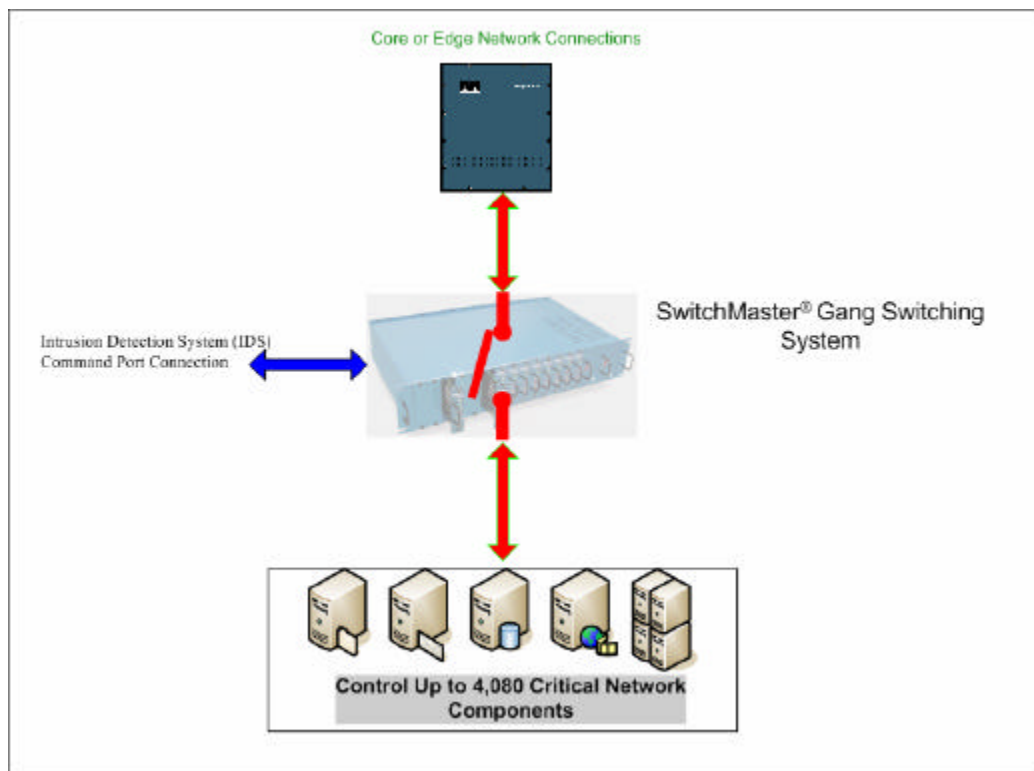 Core or Edge Network Connections
SwitchMaster® Gang Switching
System
Intrusion Detection System (IDS)
Command Port Connection
Control Up to 4,080 Critical Network
Components